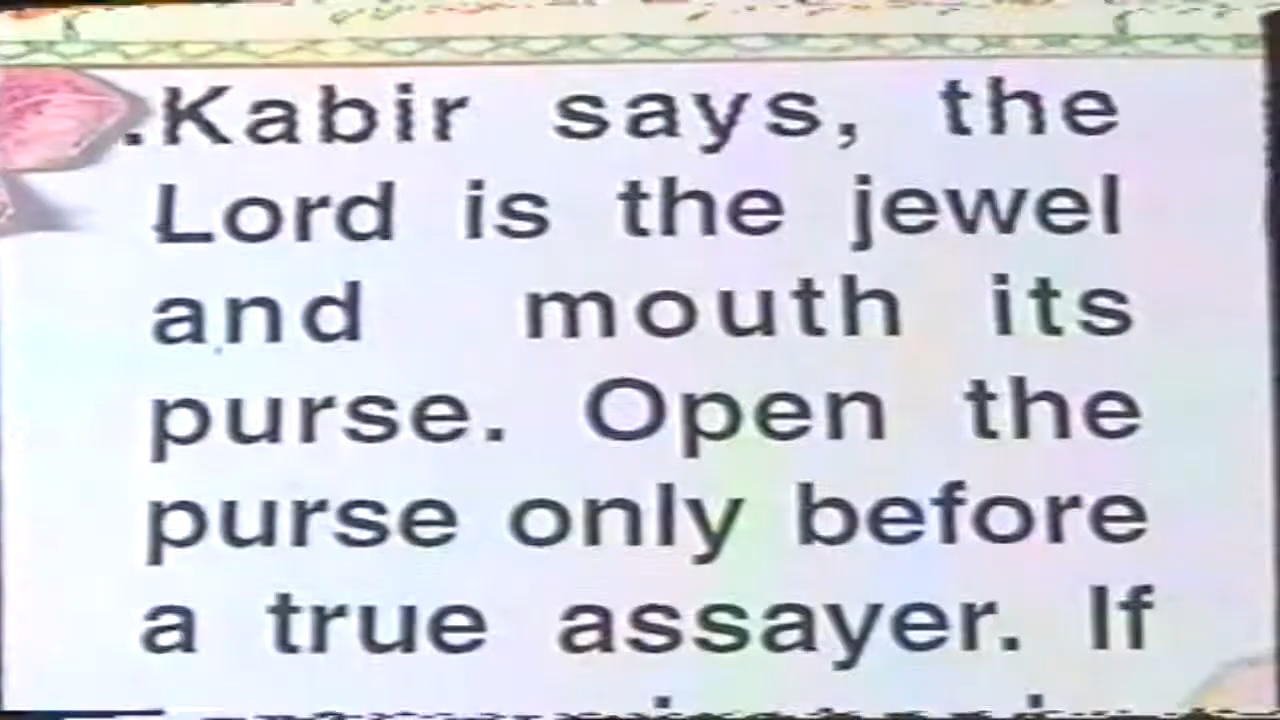 .Kabir says, the
Lord is the jewel
and mouth its
purse. Open the
purse only before
a true assayer. If